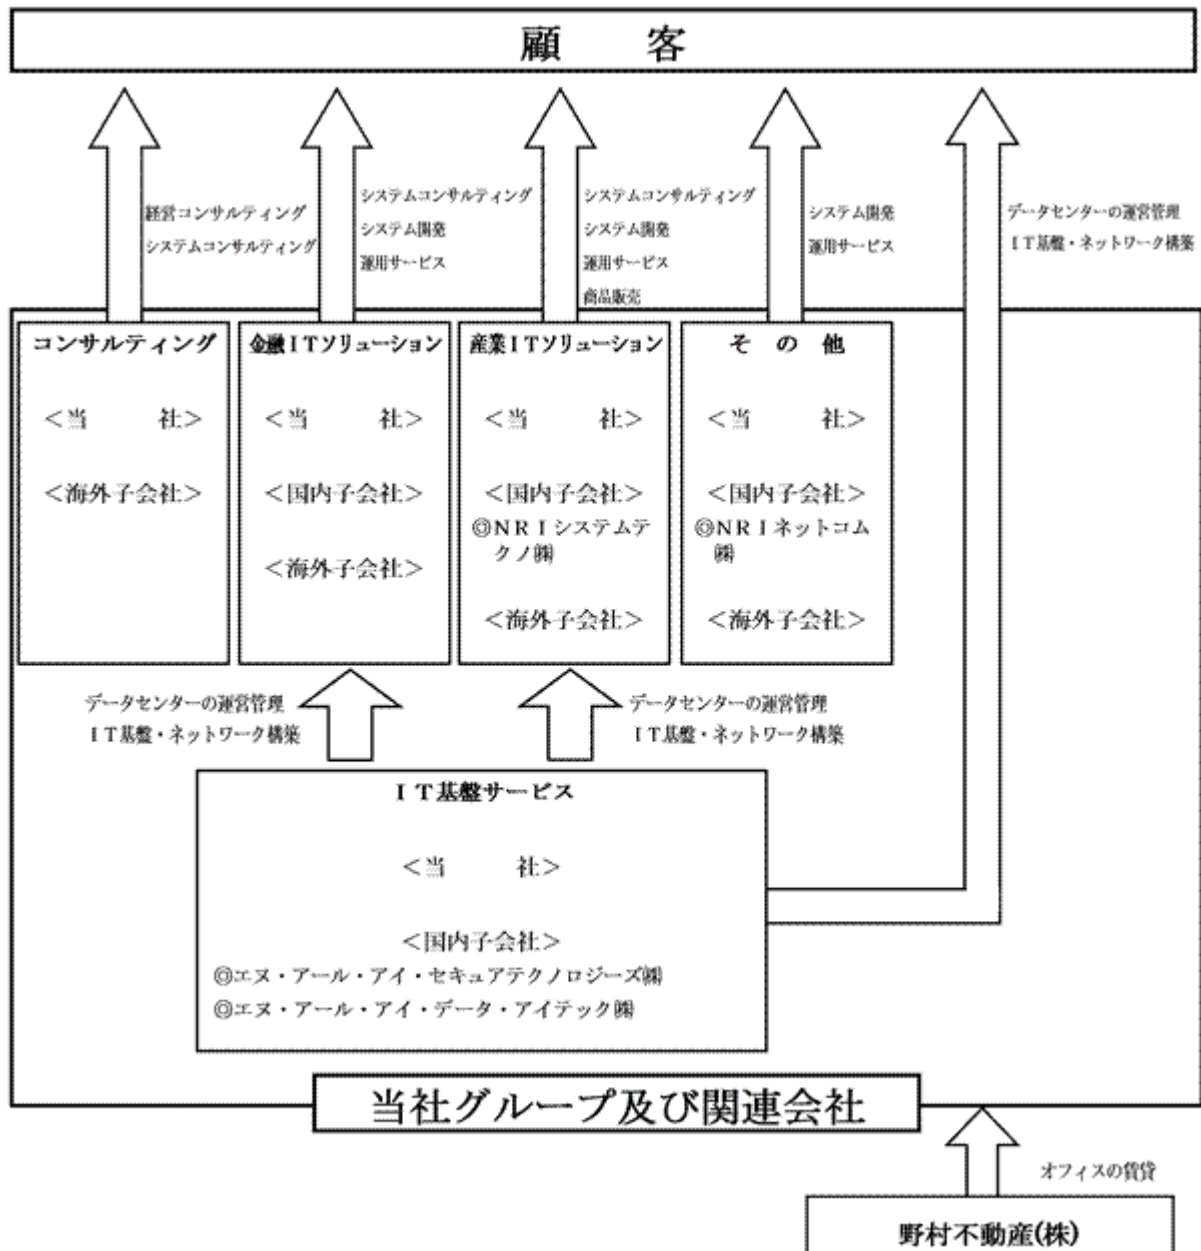 顧　客
経営コンサルティング
システムコンサルティング
システムコンサルティング
システム開発
運用サービス
システムコンサルティング
システム開発
運用サービス
商品販売
システム開発
運用サービス
データセンターの運営管理
ＩＴ基盤・ネットワーク構築
コンサルティング
＜当　社＞
＜海外子会社＞
金融ＩＴソリューション
＜当　社＞
＜国内子会社＞
＜海外子会社＞
産業ＩＴソリューション
＜当　社＞
＜国内子会社＞
◎ＮＲＩシステムテ
クノ㈱
＜海外子会社＞
そ の 他
＜当　社＞
＜国内子会社＞
◎ＮＲＩネットコム
㈱
＜海外子会社＞
データセンターの運営管理
ＩＴ基盤・ネットワーク構築
データセンターの運営管理
ＩＴ基盤・ネットワーク構築
ＩＴ基盤サービス
＜当　社＞
＜国内子会社＞
◎エヌ・アール・アイ・セキュアテクノロジーズ㈱
◎エヌ・アール・アイ・データ・アイテック㈱
当社グループ及び関連会社
オフィスの賃貸
野村不動産(株)